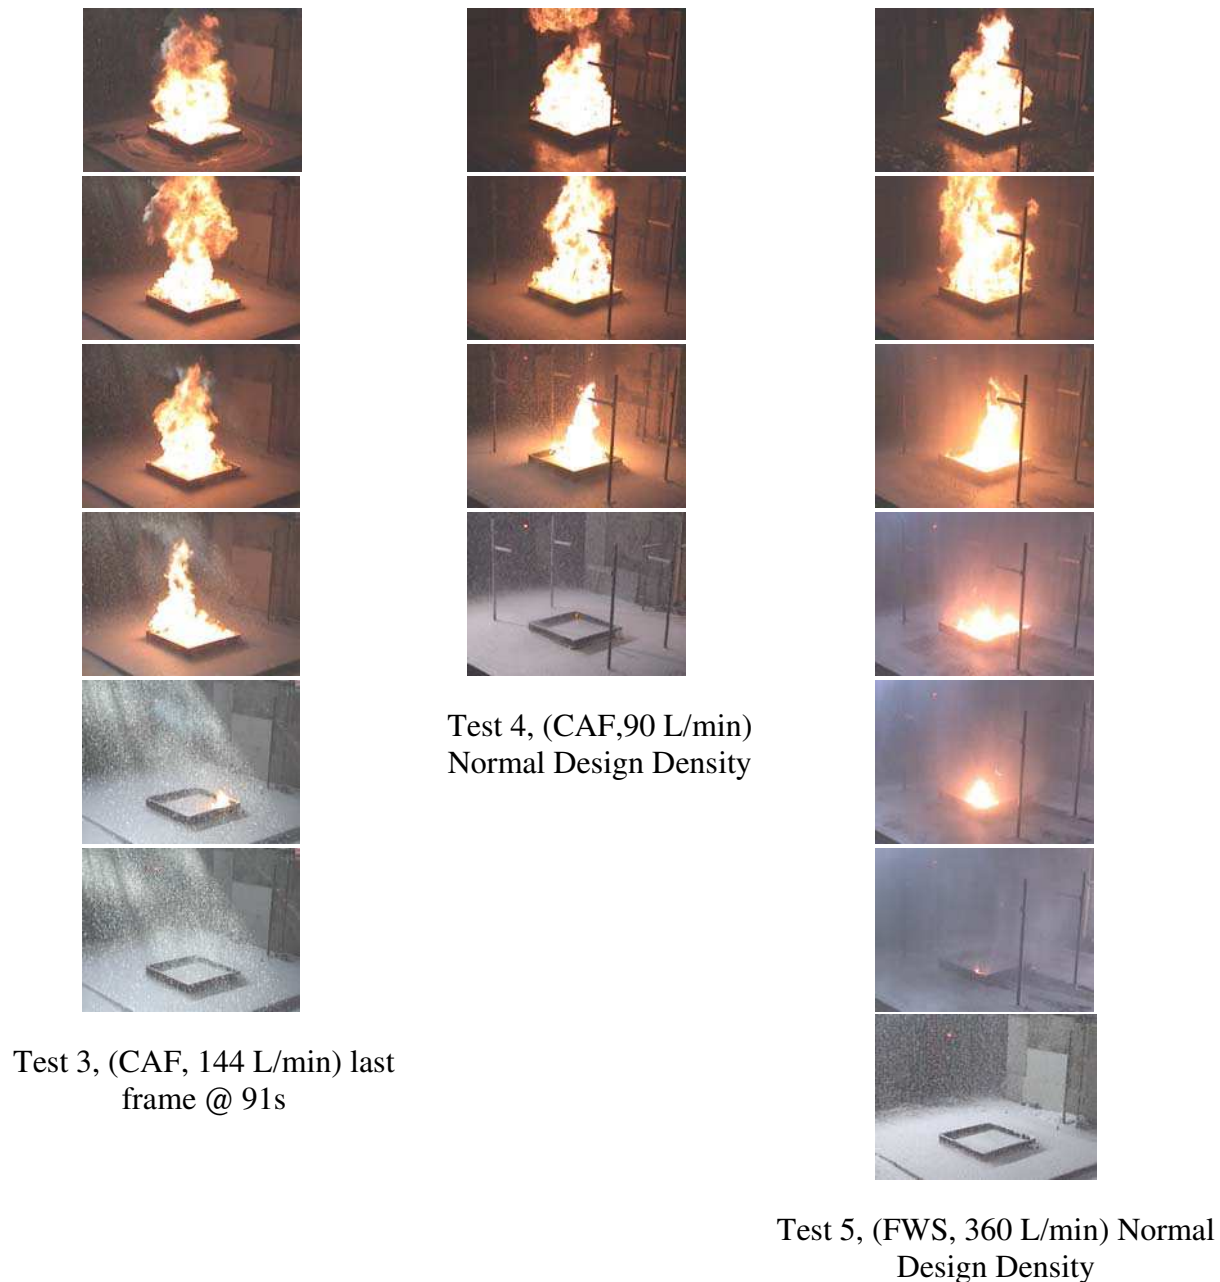 Test 4, (CAF,90 L/min)
Normal Design Density
Test 3, (CAF, 144 L/min) last
frame @ 91s
Test 5, (FWS, 360 L/min) Normal
Design Density